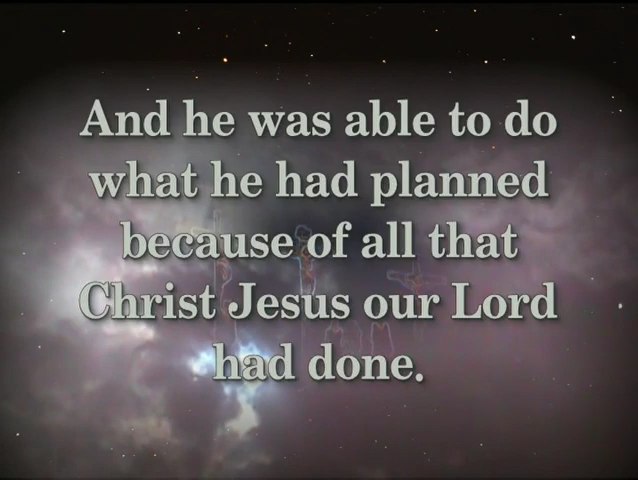 And he was able to do
what he had planned
because of all that
Christ Jesus our Lord
had done.